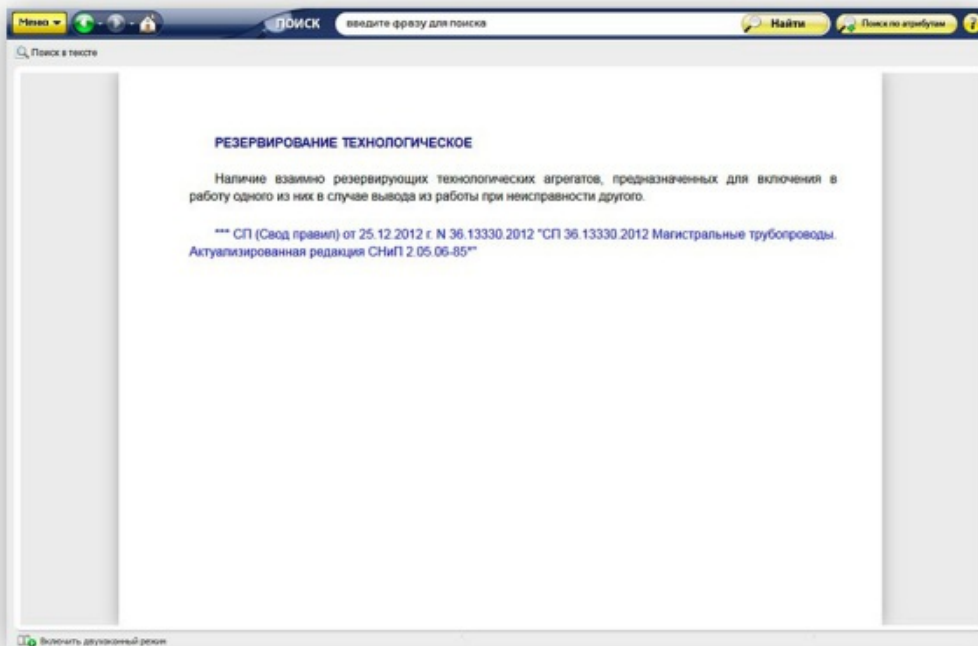 Меню
ПОИСК
введите фразу для поиска
Найти
Поиск по атрибутам
?
Поиск в тексте
РЕЗЕРВИРОВАНИЕ ТЕХНОЛОГИЧЕСКОЕ
Наличие взаимно резервирующих технологических агрегатов, предназначенных для включения в
работу одного из них в случае вывода из работы при неисправности другого.
*** СП (Свод правил) от 25.12.2012 г. N 36.13330.2012 "СП 36.13330.2012 Магистральные трубопроводы.
Актуализированная редакция СНиП 2.05.06-85*"
Включить двухоконный режим